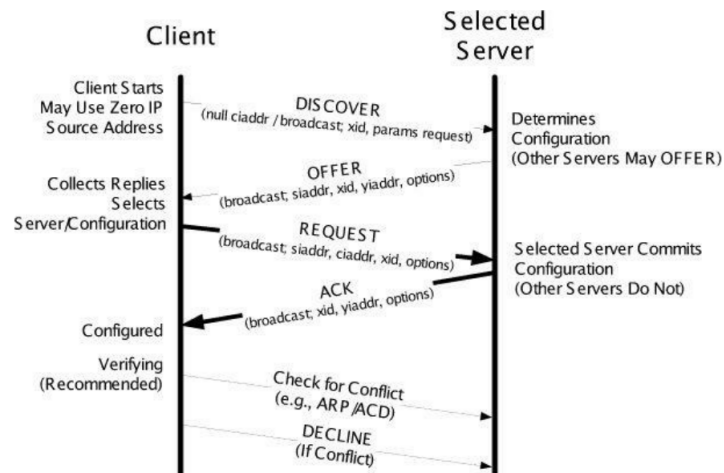 Client
Selected
Server
Client Starts
May Use Zero IP
Source Address
DISCOVER
(null ciaddr / broadcast; xid, params request)
Determines
Configuration
(Other Servers May OFFER)
OFFER
(broadcast; siaddr, xid, yiaddr, options)
Collects Replies
Selects
Server/Configuration
REQUEST
(broadcast; siaddr, ciaddr, xid, options)
Selected Server Commits
Configuration
(Other Servers Do Not)
ACK
(broadcast; xid, yiaddr, options)
Configured
Verifying
(Recommended)
Check for Conflict
(e.g., ARP/ACD)
DECLINE
(If Conflict)